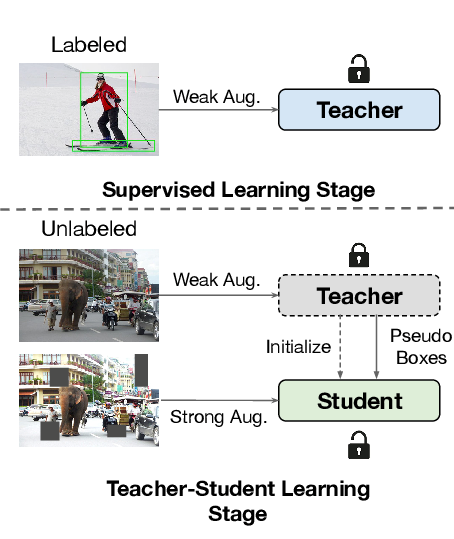 Labeled
Weak Aug.
Teacher
Supervised Learning Stage
Unlabeled
Weak Aug.
Teacher
Initialize
Pseudo
Boxes
Strong Aug.
Student
Teacher-Student Learning
Stage